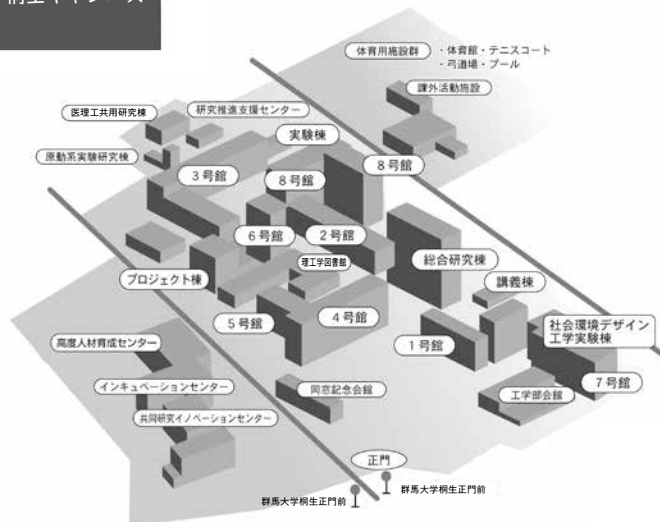 体育用施設群
・体育館・テニスコート
・弓道場・プール
課外活動施設
医理工共用研究棟
研究推進支援センター
実験棟
原動系実験研究棟
3号館
8号館
8号館
6号館
2号館
理工学図書館
総合研究棟
プロジェクト棟
講義棟
5号館
4号館
1号館
社会環境デザイン
工学実験棟
高度人材育成センター
インキュベーションセンター
共同研究イノベーションセンター
同窓記念会館
工学部会館
7号館
正門
群馬大学桐生正門前
群馬大学桐生正門前